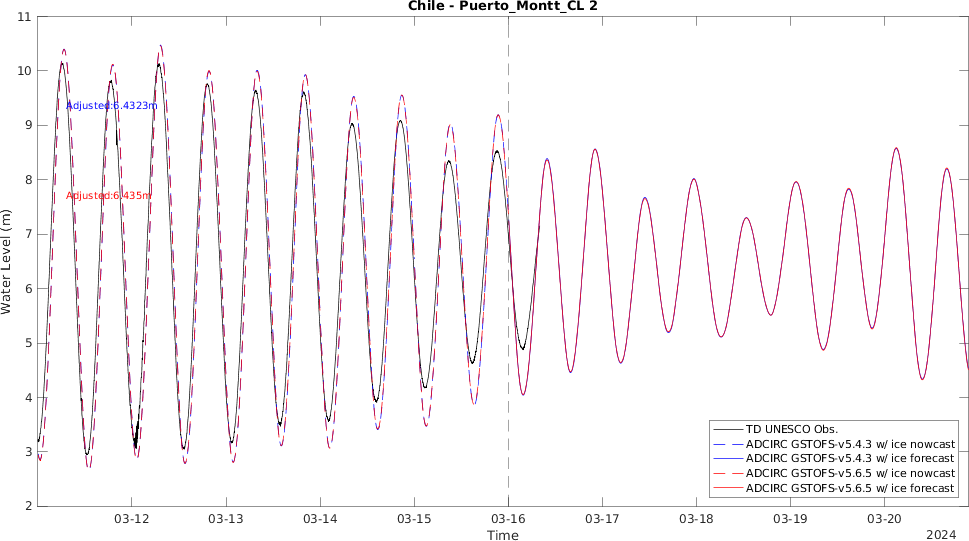 Chile - Puerto_Montt_CL 2
11
10
9
8
7
6
5
4
3
2
Water Level (m)
Adjusted:6.4323m
Adjusted:6.435m
TD UNESCO Obs.
ADCIRC GSTOFS-v5.4.3 w/ ice nowcast
ADCIRC GSTOFS-v5.4.3 w/ ice forecast
ADCIRC GSTOFS-v5.6.5 w/ ice nowcast
ADCIRC GSTOFS-v5.6.5 w/ ice forecast
03-12 03-13 03-14 03-15 03-16 03-17 03-18 03-19 03-20
Time
2024